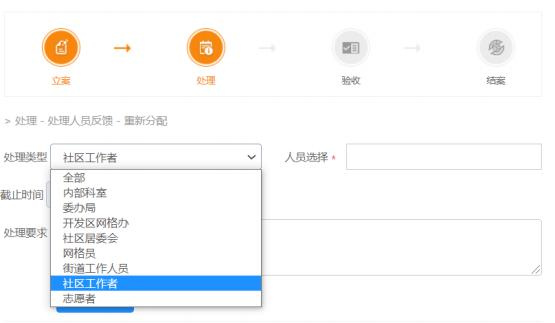 立案
处理
验收
结案
> 处理 - 处理人员反馈 - 重新分配
处理类型 社区工作者 人员选择 *
全部
截止时间
内部科室
委办局
开发区网格办
处理要求
社区居委会
网格员
街道工作人员
社区工作者
志愿者